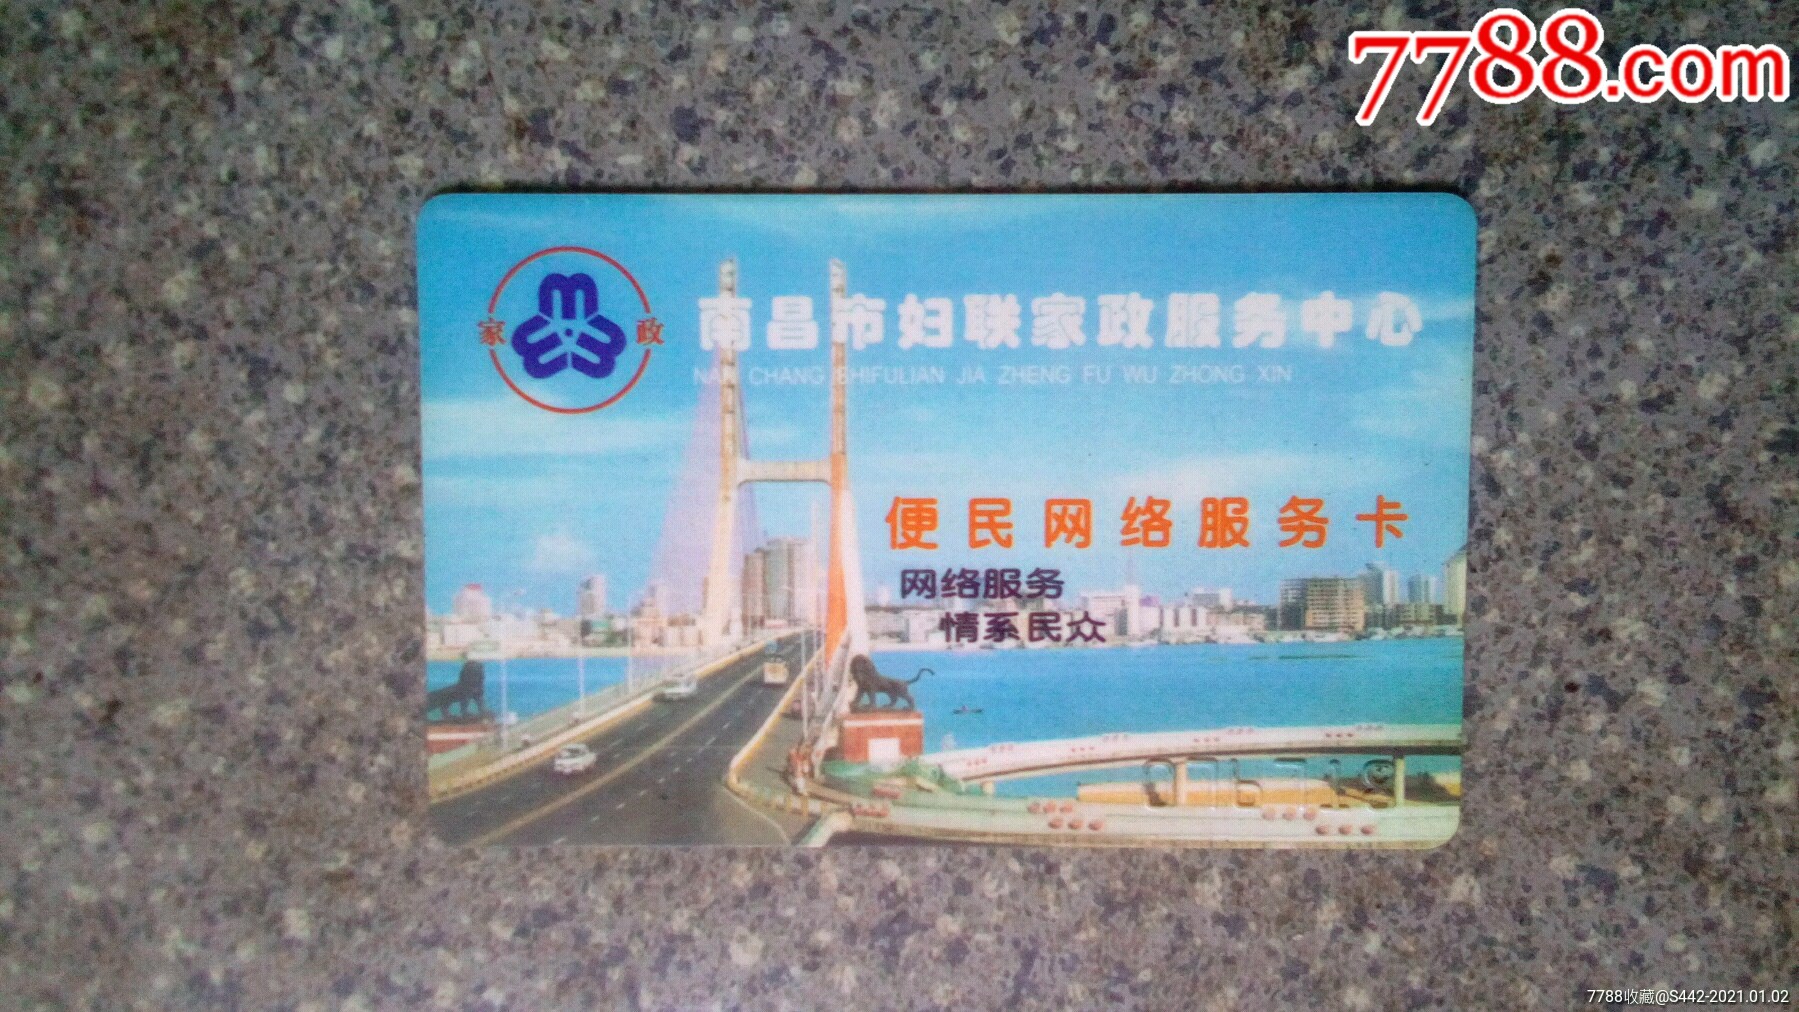 7788.com
家 政
南昌市妇联家政服务中心
NAN CHANG SHIFULIAN JIA ZHENG FU WU ZHONG XIN
便民网络服务卡
网络服务
情系民众
7788收藏@S442-2021.01.02